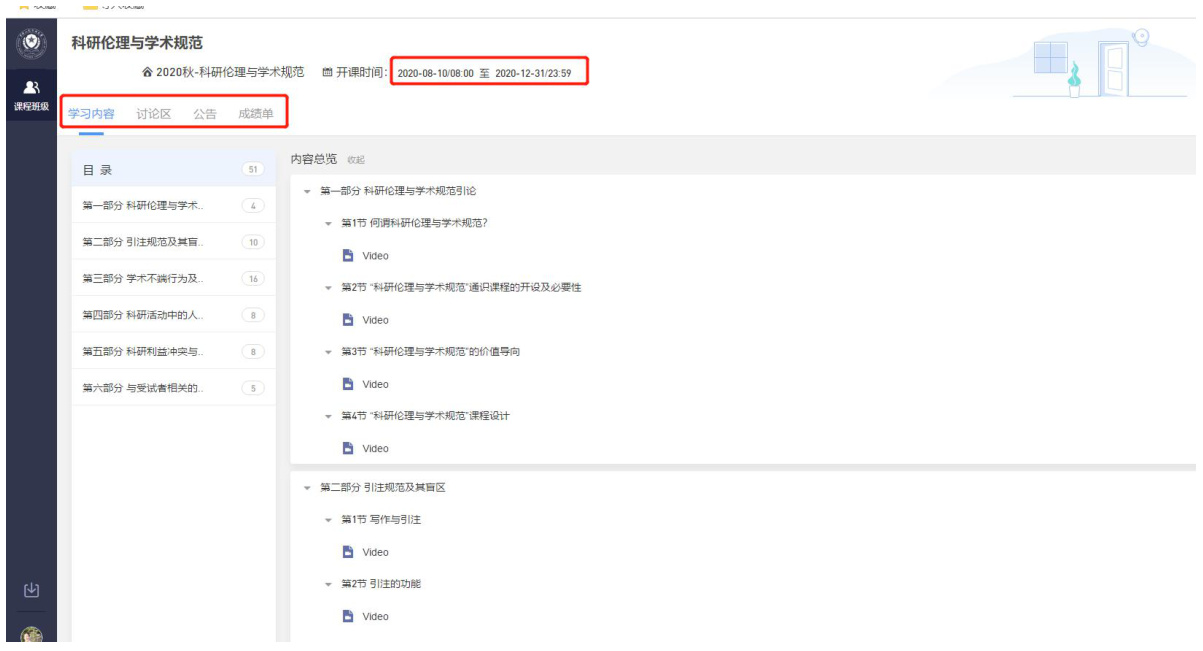 科研伦理与学术规范
2020秋-科研伦理与学术规范 开课时间: 2020-08-10/08:00 至 2020-12-31/23:59
课程班级
学习内容 讨论区 公告 成绩单
目 录 51
第一部分 科研伦理与学术.. 4
第二部分 引注规范及其盲.. 10
第三部分 学术不端行为及.. 16
第四部分 科研活动中的人.. 8
第五部分 科研利益冲突与.. 8
第六部分 与受试者相关的.. 5
内容总览 收起
第一部分 科研伦理与学术规范引论
第1节 何谓科研伦理与学术规范?
Video
第2节 “科研伦理与学术规范”通识课程的开设及必要性
Video
第3节 “科研伦理与学术规范”的价值导向
Video
第4节 “科研伦理与学术规范”课程设计
Video
第二部分 引注规范及其盲区
第1节 写作与引注
Video
第2节 引注的功能
Video